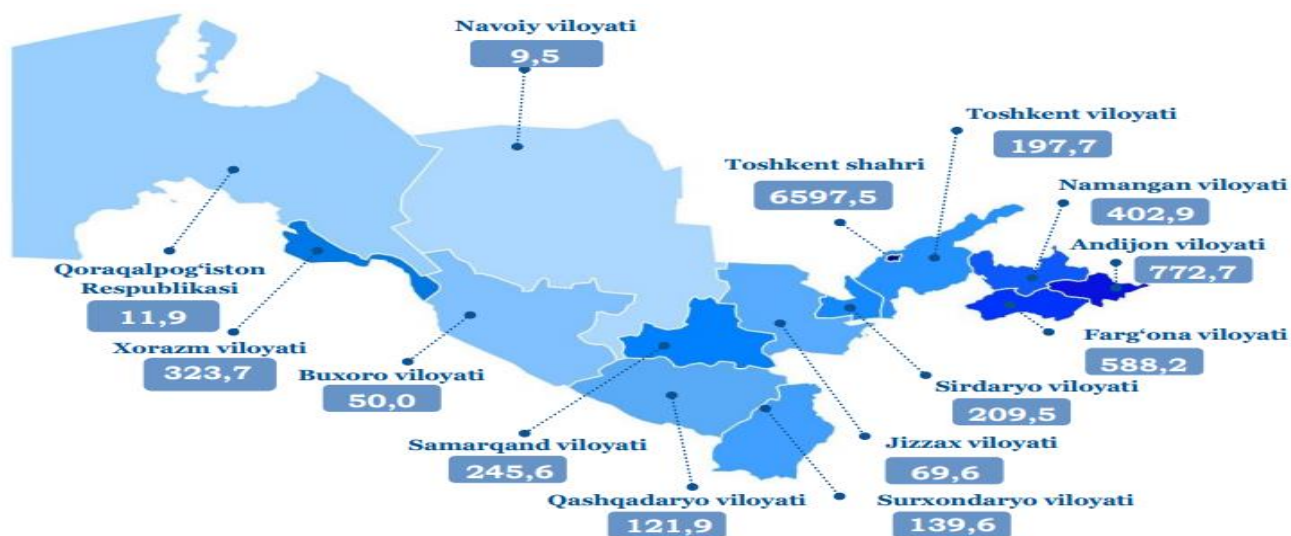 Navoiy viloyati
9,5
Toshkent viloyati
197,7
Toshkent shahri
6597,5
Namangan viloyati
402,9
Andijon viloyati
772,7
Qoraqalpog‘iston
Respublikasi
11,9
Xorazm viloyati
323,7
Buxoro viloyati
50,0
Farg‘ona viloyati
588,2
Sirdaryo viloyati
209,5
Samarqand viloyati
245,6
Jizzax viloyati
69,6
Qashqadaryo viloyati
121,9
Surxondaryo viloyati
139,6